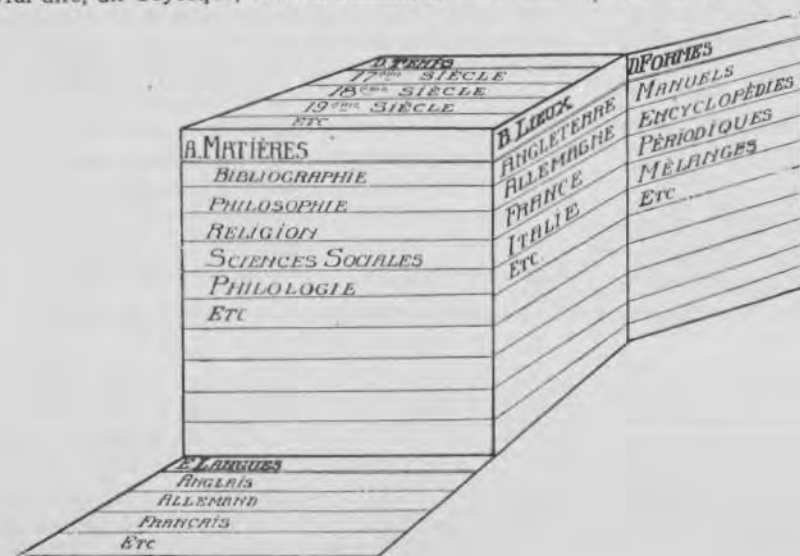 D. TEMPS
17ème SIÈCLE
18ème SIÈCLE
19ème SIÈCLE
ETC
A. MATIÈRES
BIBLIOGRAPHIE
PHILOSOPHIE
RELIGION
SCIENCES SOCIALES
PHILOLOGIE
ETC
B. LIEUX
ANGLETERRE
ALLEMAGNE
FRANCE
ITALIE
ETC
D FORMES
MANUELS
ENCYCLOPÉDIES
PÉRIODIQUES
MÉLANGES
ETC
E LANGUES
ANGLAIS
ALLEMAND
FRANCAIS
ETC